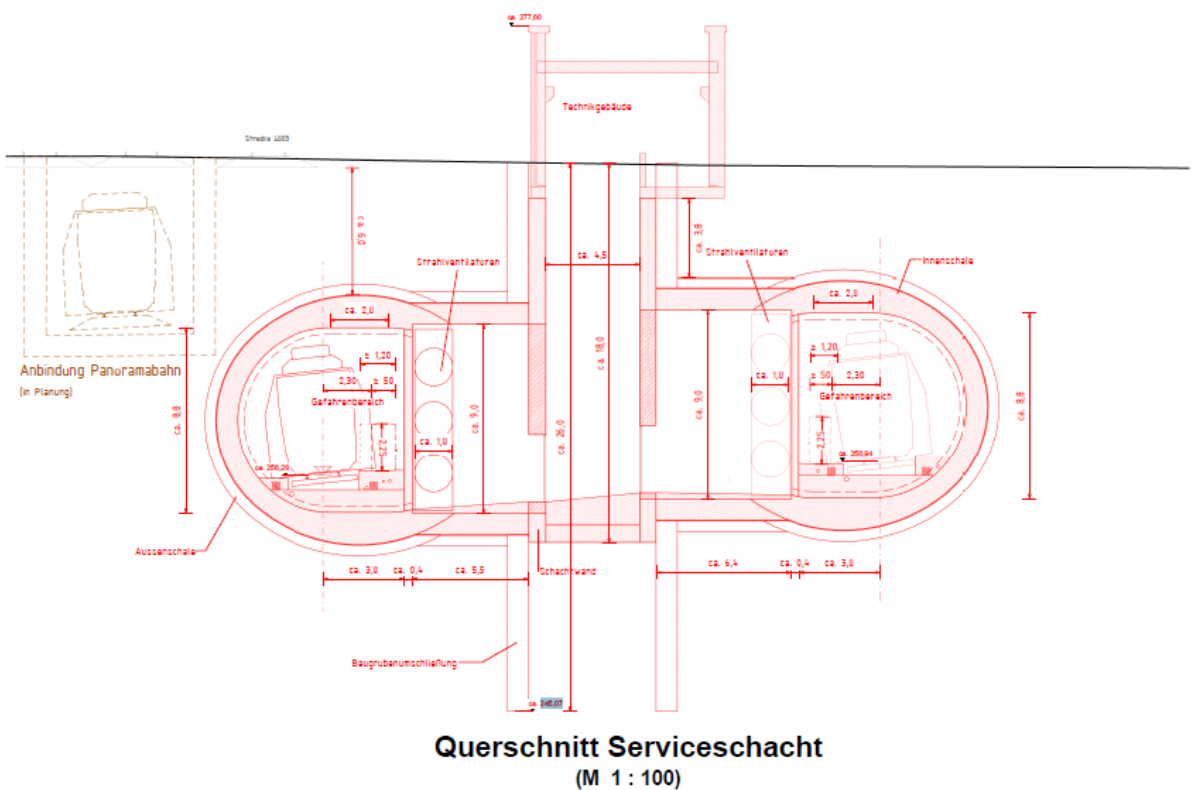 ca. 277,60
Technikgebäude
ca. 6,0
ca. 3,8
Strahlventilatoren
ca. 4,5
Strahlventilatoren
Innenschale
ca. 2,0
ca. 2,0
ca. 18,0
Anbindung Panoramabahn
(in Planung)
≥ 1,20
2,30
≥ 50
Gefahrenbereich
ca. 8,8
ca. 1,0
ca. 9,0
2,25
ca. 26,0
ca. 9,0
ca. 1,0
≥ 1,20
≥ 50
2,30
Gefahrenbereich
2,25
ca. 256,94
ca. 8,8
ca. 256,26
Aussenschale
Schachtwand
ca. 3,0
ca. 0,4
ca. 5,5
ca. 6,4
ca. 0,4
ca. 3,0
Baugrubenumschließung
ca.
Querschnitt Serviceschacht
(M 1 : 100)